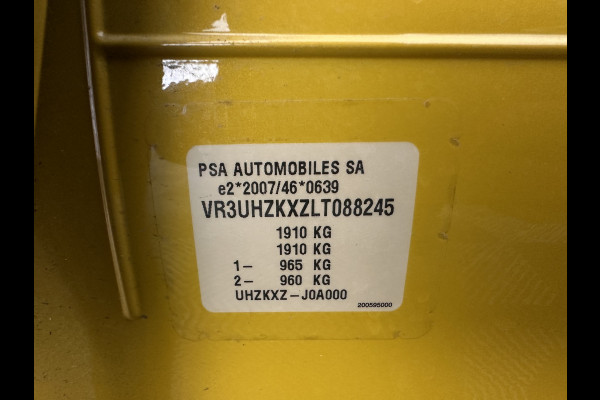 PSA AUTOMOBILES SA
e2*2007/46*0639
VR3UHZKXZLT088245
1910 KG
1910 KG
1- 965 KG
2- 960 KG
UHZKXZ-J0A000
200595000